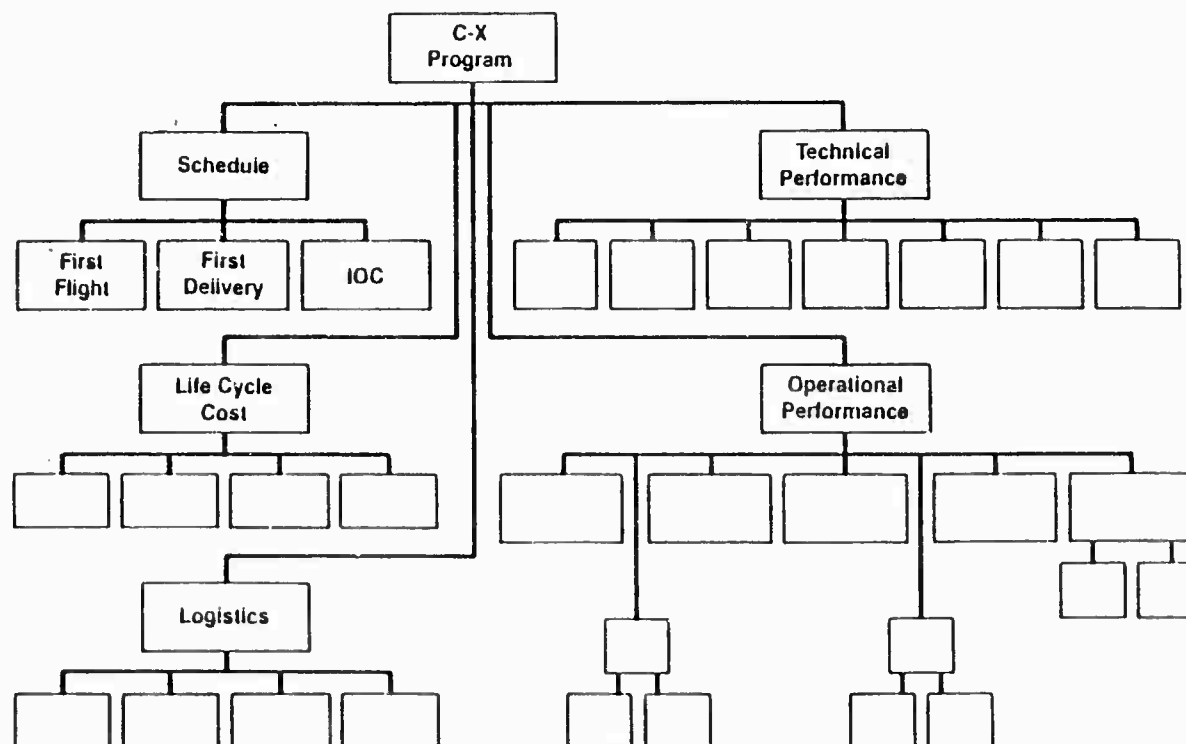 C-X
Program
Schedule
Technical
Performance
First
Flight
First
Delivery
IOC
Life Cycle
Cost
Operational
Performance
Logistics